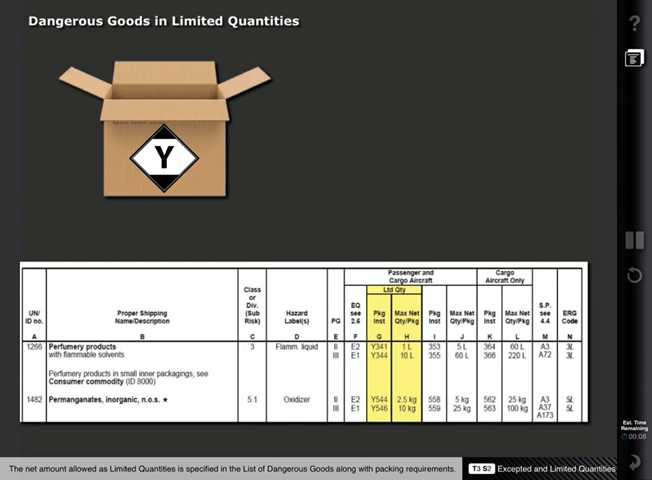 Dangerous Goods in Limited Quantities
?
Y
Passenger and Cargo Aircraft
Cargo Aircraft Only
Ltd Qty
UN/ ID no. Proper Shipping Name/Description Class or Div. (Sub Risk) Hazard Label(s) PG EQ see 2.6 Pkg Inst Max Net Qty/Pkg Pkg Inst Max Net Qty/Pkg Pkg Inst Max Net Qty/Pkg S.P. see 4.4 ERG Code
A B C D E F G H I J K L M N
1266 Perfumery products 3 Flamm. liquid II E2 Y341 1 L 353 5 L 364 60 L A3 3L
with flammable solvents III E1 Y344 10 L 355 60 L 366 220 L A72 3L
Perfumery products in small inner packagings, see
Consumer commodity (ID 8000)
1482 Permanganates, inorganic, n.o.s. ★ 5.1 Oxidizer II E2 Y544 2.5 kg 558 5 kg 562 25 kg A3 5L
III E1 Y546 10 kg 559 25 kg 563 100 kg A37 5L
A173
Est. Time
Remaining
00:08
The net amount allowed as Limited Quantities is specified in the List of Dangerous Goods along with packing requirements.
T3 S2 Excepted and Limited Quantities